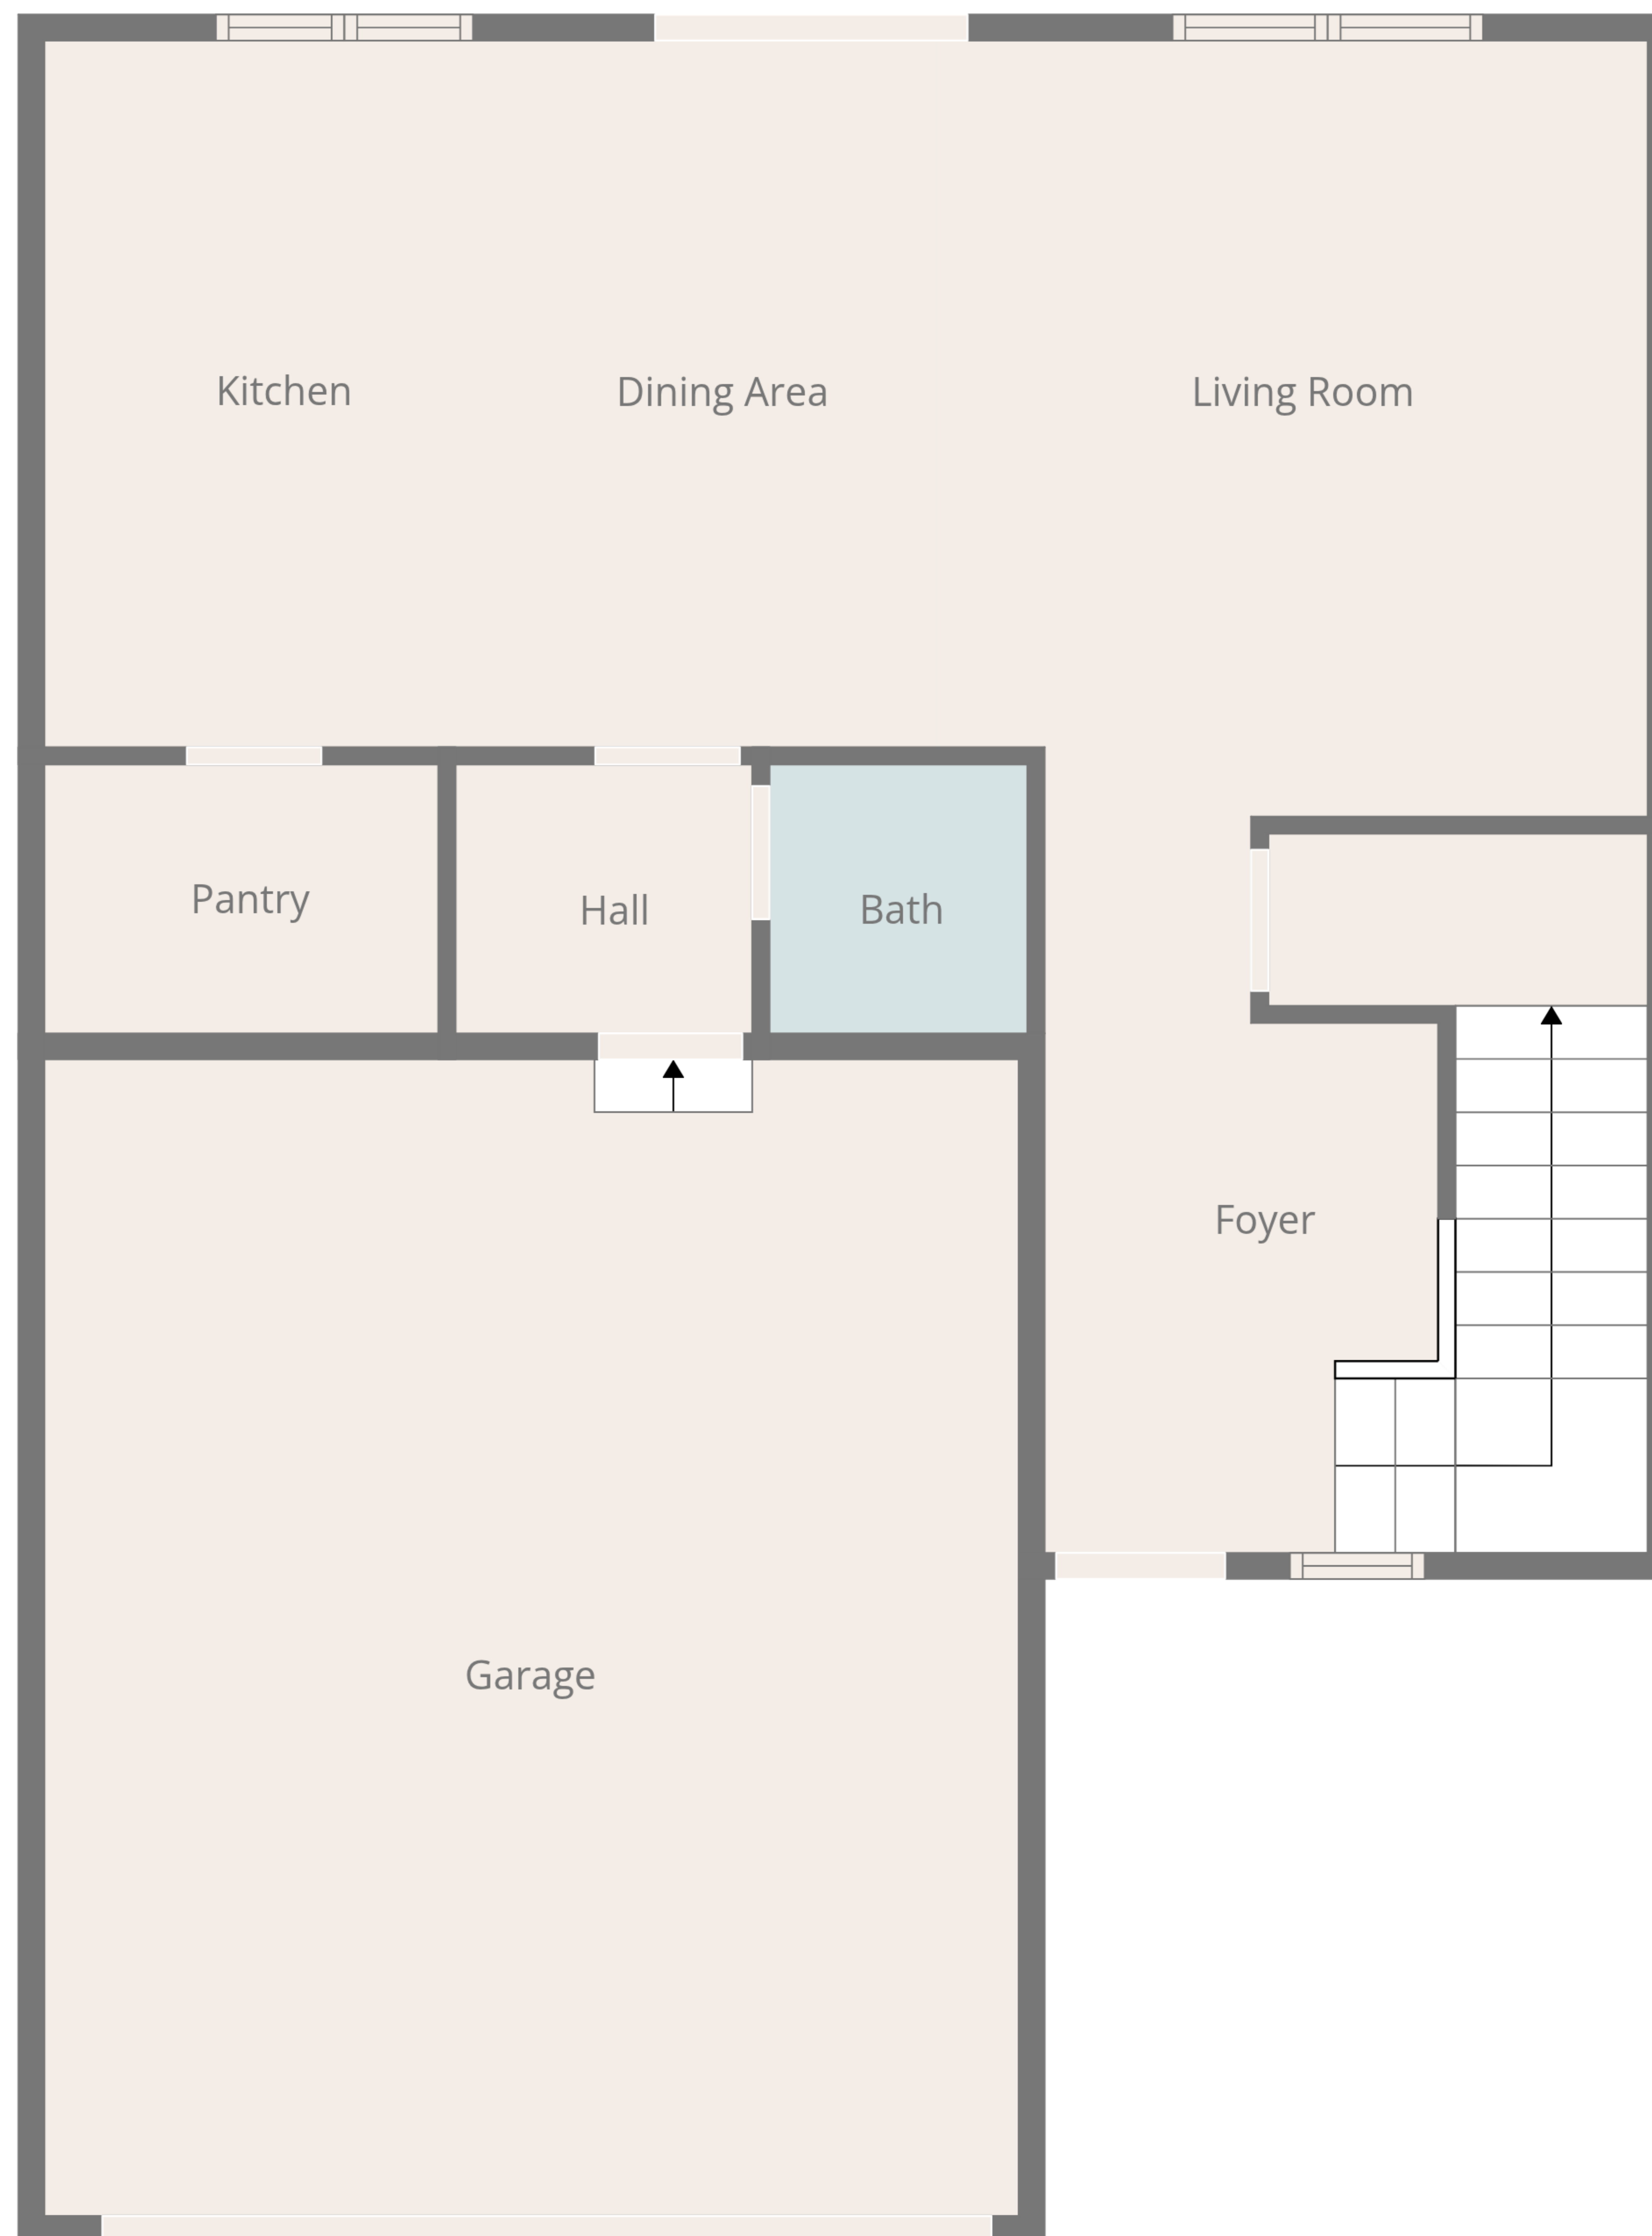 Kitchen
Dining Area
Living Room
Pantry
Hall
Bath
Foyer
Garage